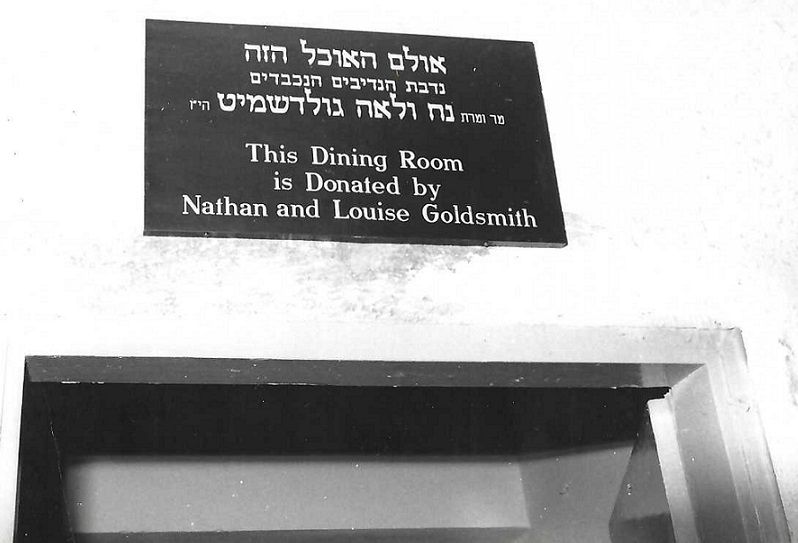 אולם האוכל הזה
נדבת הנדיבים הנכבדים
מר ומרת נח ולאה גולדשמיט הי"ו
This Dining Room
is Donated by
Nathan and Louise Goldsmith